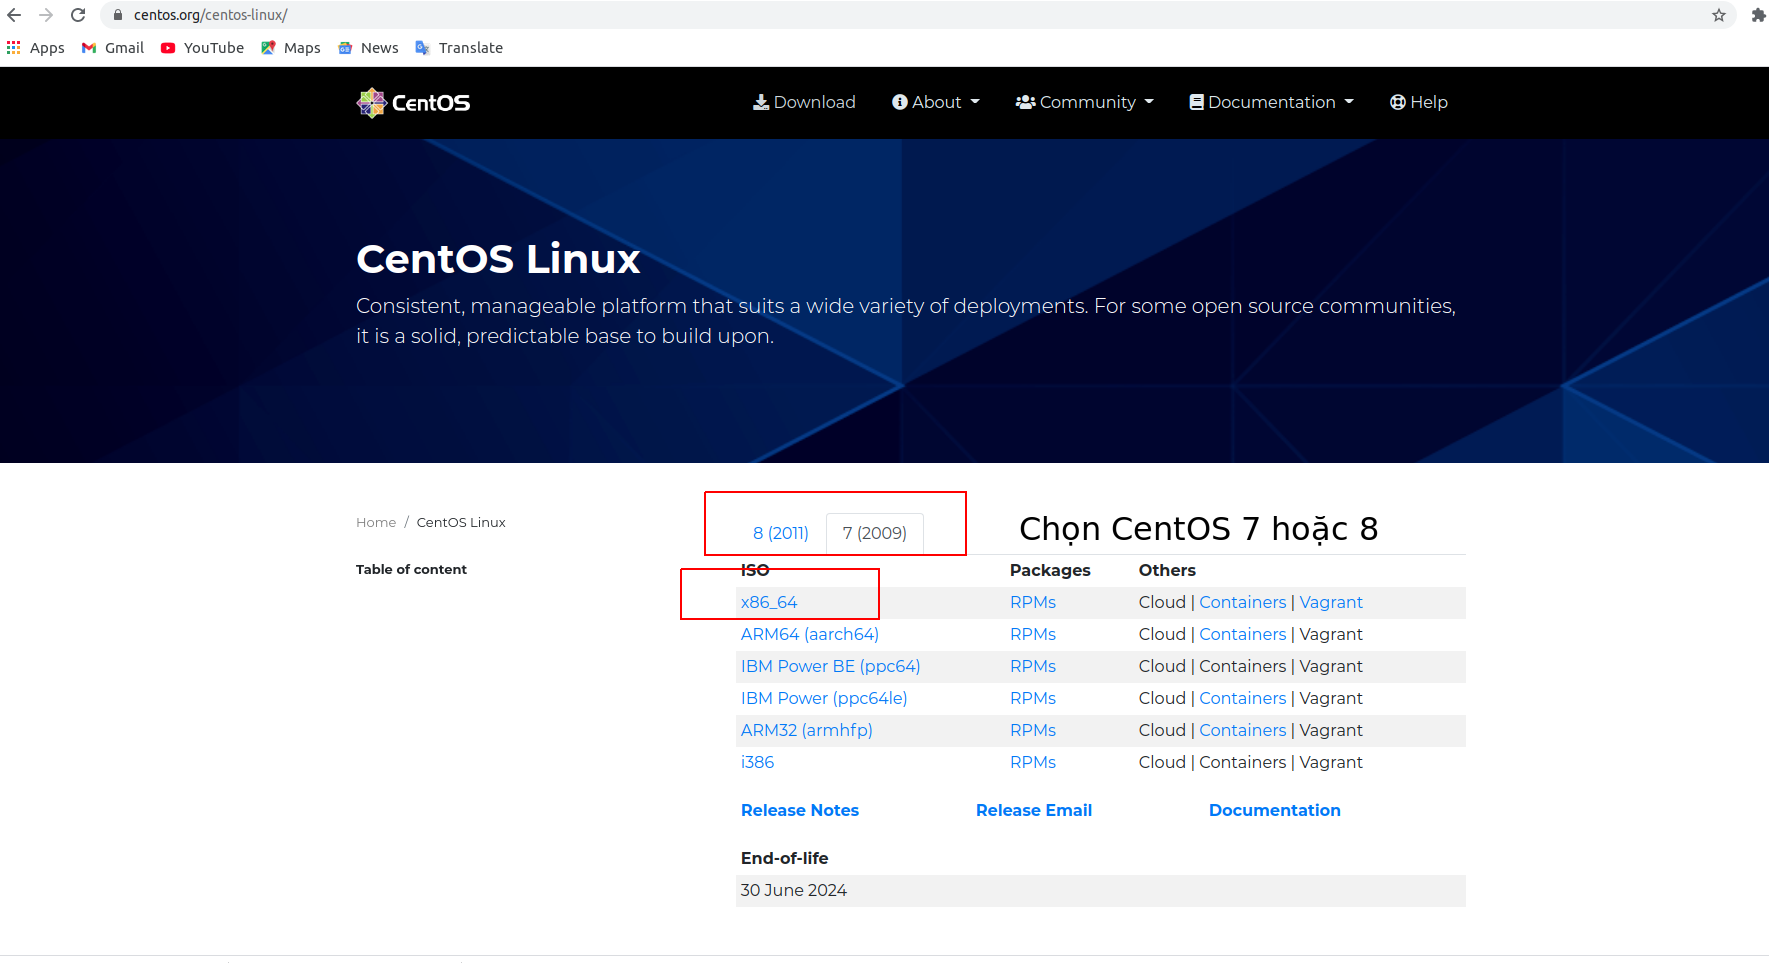 centos.org/centos-linux/
Apps Gmail YouTube Maps News Translate
CentOS Download About Community Documentation Help
CentOS Linux
Consistent, manageable platform that suits a wide variety of deployments. For some open source communities,
it is a solid, predictable base to build upon.
Home / CentOS Linux
Table of content
8 (2011) 7 (2009) Chọn CentOS 7 hoặc 8
ISO Packages Others
x86_64 RPMs Cloud | Containers | Vagrant
ARM64 (aarch64) RPMs Cloud | Containers | Vagrant
IBM Power BE (ppc64) RPMs Cloud | Containers | Vagrant
IBM Power (ppc64le) RPMs Cloud | Containers | Vagrant
ARM32 (armhfp) RPMs Cloud | Containers | Vagrant
i386 RPMs Cloud | Containers | Vagrant
Release Notes Release Email Documentation
End-of-life
30 June 2024